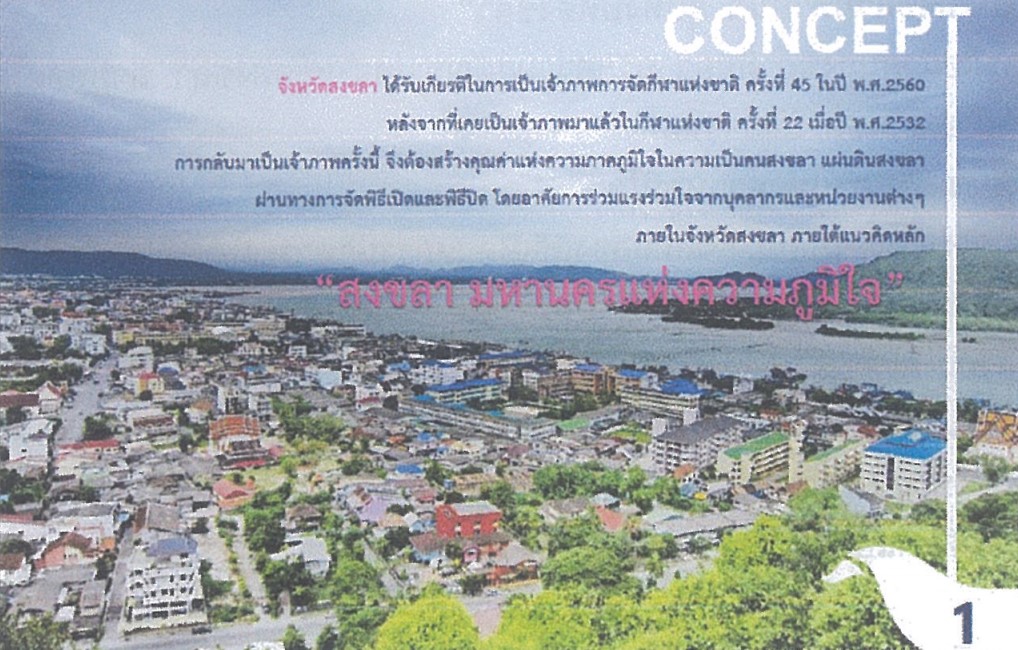 CONCEPT
จังหวัดสงขลา ได้รับเกียรติในการเป็นเจ้าภาพการจัดกีฬาแห่งชาติ ครั้งที่ 45 ในปี พ.ศ.2560
หลังจากที่เคยเป็นเจ้าภาพมาแล้วในกีฬาแห่งชาติ ครั้งที่ 22 เมื่อปี พ.ศ.2532
การกลับมาเป็นเจ้าภาพครั้งนี้ จึงต้องสร้างคุณค่าแห่งความภาคภูมิใจในความเป็นคนสงขลา แผ่นดินสงขลา
ผ่านทางการจัดพิธีเปิดและพิธีปิด โดยอาศัยการร่วมแรงร่วมใจจากบุคลากรและหน่วยงานต่างๆ
ภายในจังหวัดสงขลา ภายใต้แนวคิดหลัก
“สงขลา มหานครแห่งความภูมิใจ”
1